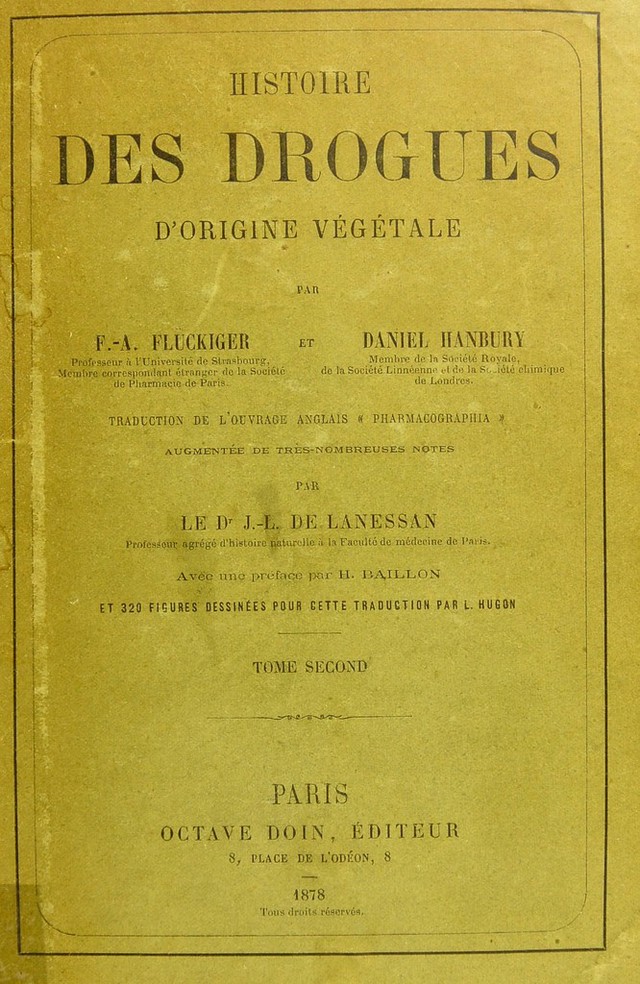 HISTOIRE
DES DROGUES
D'ORIGINE VÉGÉTALE
PAR
F.-A. FLUCKIGER ET DANIEL HANBURY
Professeur à l'Université de Strasbourg,
Membre correspondant étranger de la Société
de Pharmacie de Paris.
Membre de la Société Royale,
de la Société Linnéenne et de la Société chimique
de Londres.
TRADUCTION DE L'OUVRAGE ANGLAIS « PHARMACOGRAPHIA »
AUGMENTÉE DE TRÈS-NOMBREUSES NOTES
PAR
LE Dr J.-L. DE LANESSAN
Professeur agrégé d'histoire naturelle à la Faculté de médecine de Paris.
Avec une préface par H. BAILLON
ET 320 FIGURES DESSINÉES POUR CETTE TRADUCTION PAR L. HUGON
TOME SECOND
PARIS
OCTAVE DOIN, ÉDITEUR
8, PLACE DE L'ODÉON, 8
1878
Tous droits réservés.